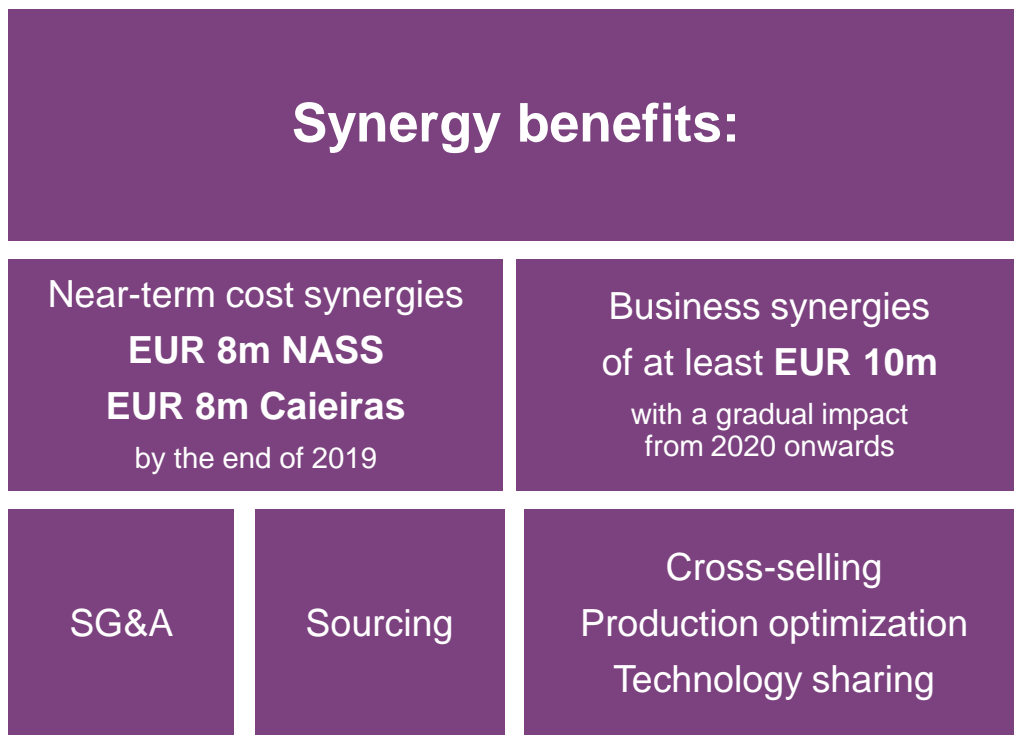 Synergy benefits:
Near-term cost synergies
EUR 8m NASS
EUR 8m Caieiras
by the end of 2019
Business synergies
of at least EUR 10m
with a gradual impact
from 2020 onwards
SG&A
Sourcing
Cross-selling
Production optimization
Technology sharing